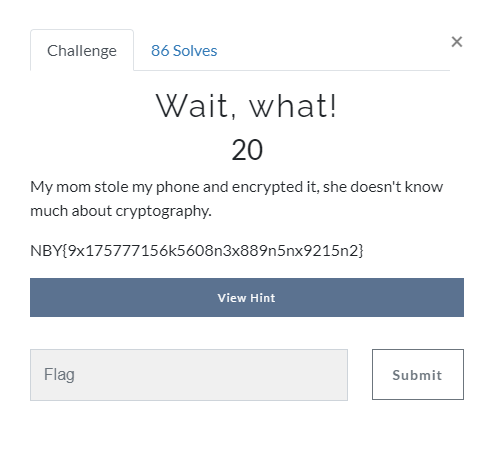 Challenge
86 Solves
×
Wait, what!
20
My mom stole my phone and encrypted it, she doesn't know
much about cryptography.
NBY{9x175777156k5608n3x889n5nx9215n2}
View Hint
Flag
Submit